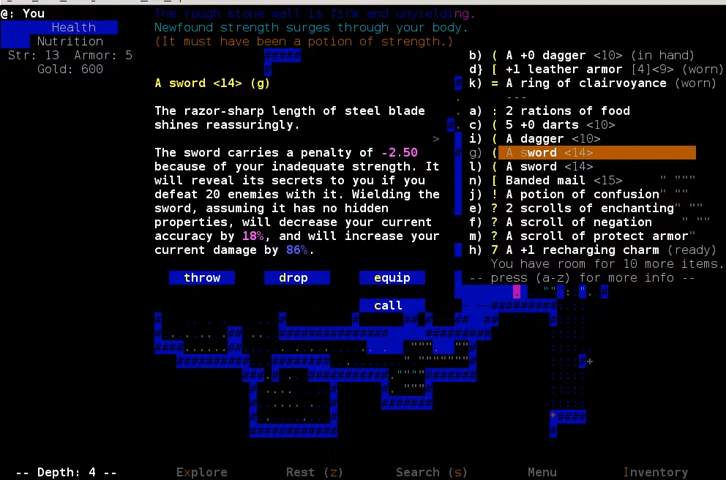 @: You
Health
Nutrition
Str: 13 Armor: 5
Gold: 600
The rough stone wall is firm and unyielding.
Newfound strength surges through your body.
(It must have been a potion of strength.)
A sword <14> (g)
The razor-sharp length of steel blade
shines reassuringly.
The sword carries a penalty of -2.50
because of your inadequate strength. It
will reveal its secrets to you if you
defeat 20 enemies with it. Wielding the
sword, assuming it has no hidden
properties, will decrease your current
accuracy by 18%, and will increase your
current damage by 86%.
throw drop equip
call
b) ( A +0 dagger <10> (in hand)
d} [ +1 leather armor [4]<9> (worn)
k) = A ring of clairvoyance (worn)
---
a) : 2 rations of food
c) ( 5 +0 darts <10>
i) ( A dagger <10>
g) ( A sword <14>
l) ( A sword <14>
n) [ Banded mail <15>
j) ! A potion of confusion
e) ? 2 scrolls of enchanting
f) ? A scroll of negation
m) ? A scroll of protect armor
h) 7 A +1 recharging charm (ready)
You have room for 10 more items.
-- press (a-z) for more info --
-- Depth: 4 -- Explore Rest (z) Search (s) Menu Inventory